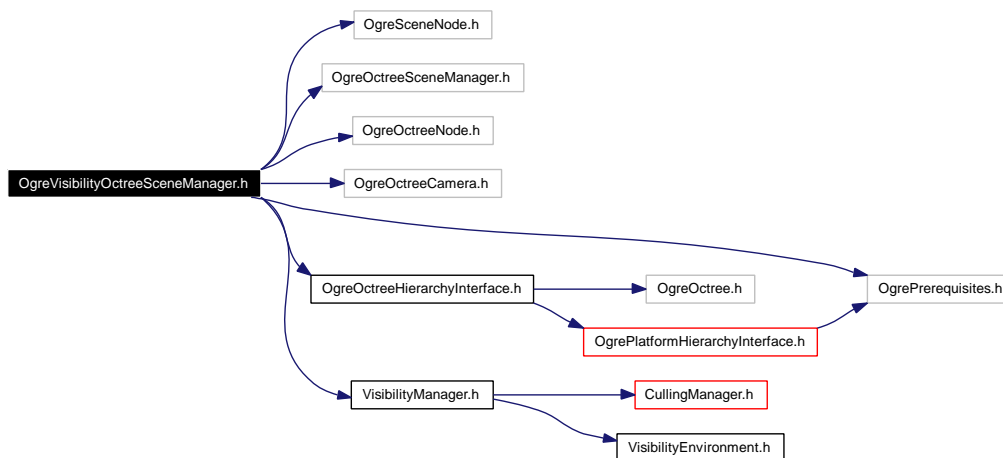 OgreSceneNode.h
OgreOctreeSceneManager.h
OgreOctreeNode.h
OgreVisibilityOctreeSceneManager.h
OgreOctreeCamera.h
OgreOctreeHierarchyInterface.h
OgreOctree.h
OgrePrerequisites.h
OgrePlatformHierarchyInterface.h
VisibilityManager.h
CullingManager.h
VisibilityEnvironment.h